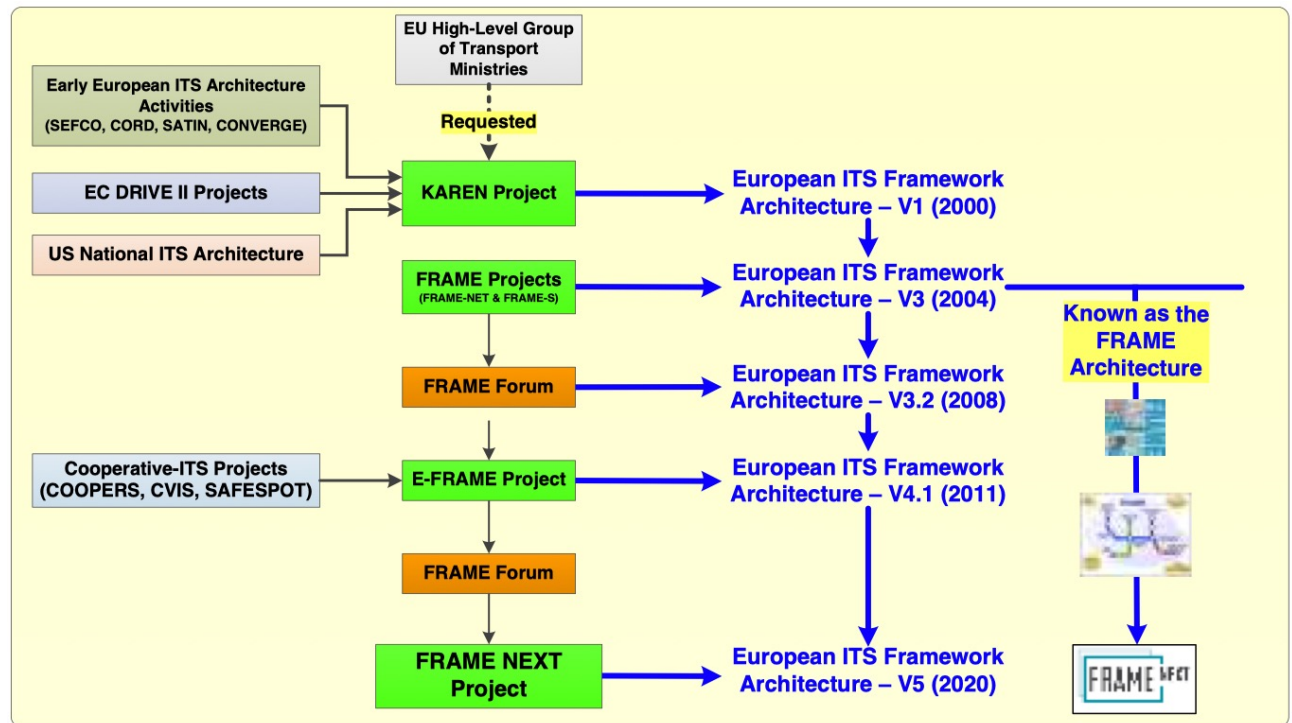 EU High-Level Group
of Transport
Ministries
Early European ITS Architecture
Activities
(SEFCO, CORD, SATIN, CONVERGE)
Requested
EC DRIVE II Projects
KAREN Project
European ITS Framework
Architecture – V1 (2000)
US National ITS Architecture
FRAME Projects
(FRAME-NET & FRAME-S)
European ITS Framework
Architecture – V3 (2004)
Known as the
FRAME
Architecture
FRAME Forum
European ITS Framework
Architecture – V3.2 (2008)
Cooperative-ITS Projects
(COOPERS, CVIS, SAFESPOT)
E-FRAME Project
European ITS Framework
Architecture – V4.1 (2011)
FRAME Forum
FRAME NEXT
Project
European ITS Framework
Architecture – V5 (2020)
FRAME NEXT